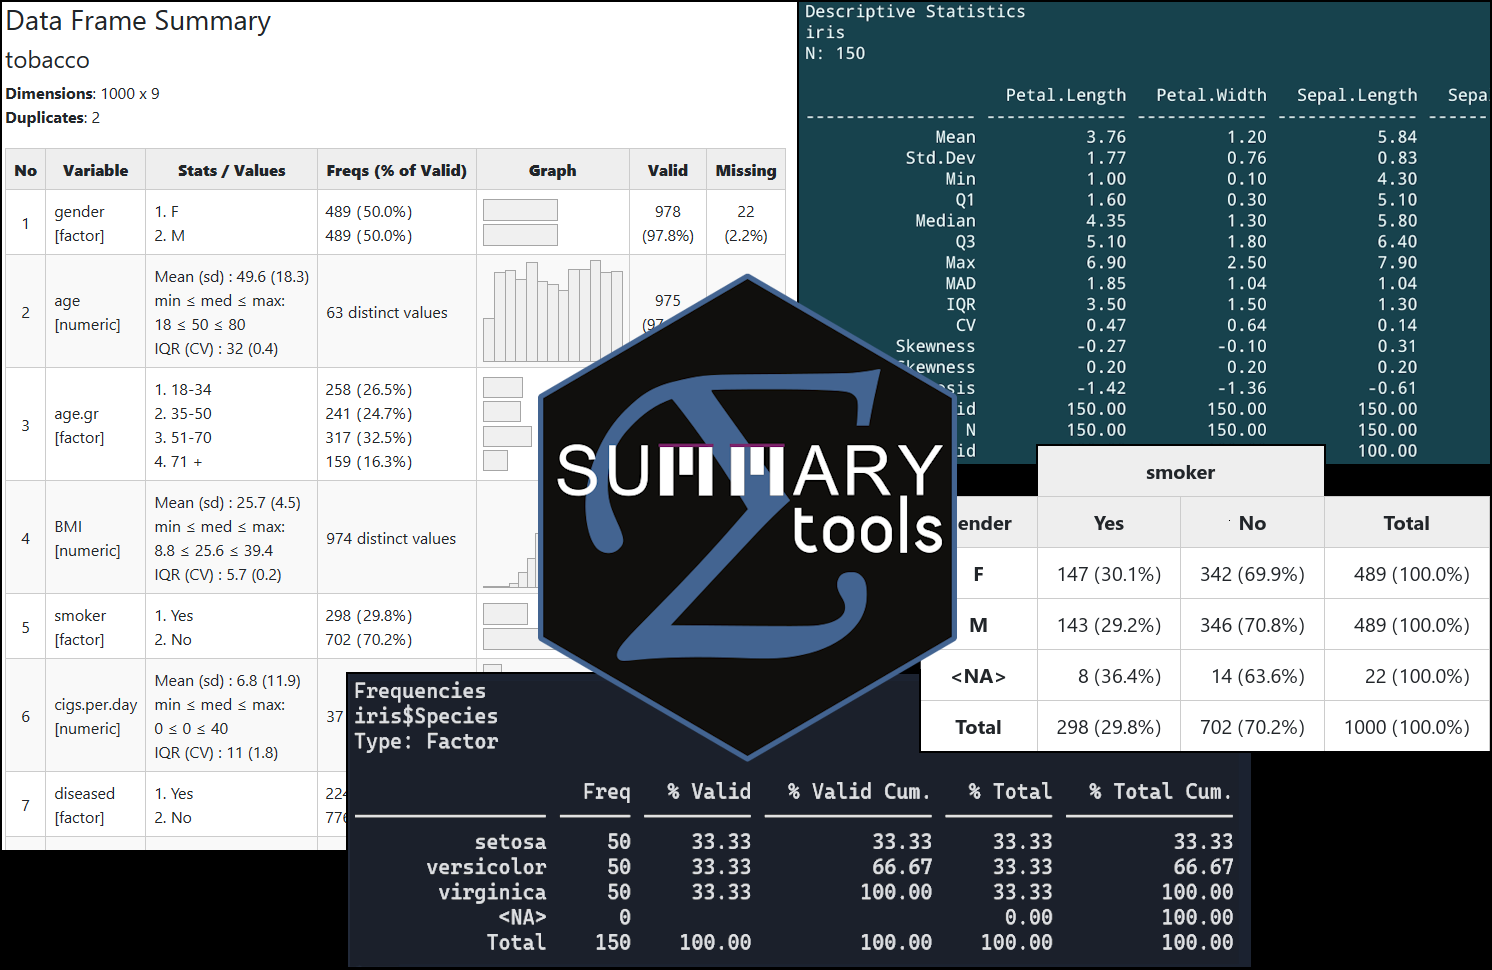 Data Frame Summary
tobacco
Dimensions: 1000 x 9
Duplicates: 2
No Variable Stats / Values Freqs (% of Valid) Graph Valid Missing
1 gender [factor] 1. F 489 (50.0%) 978 (97.8%) 22 (2.2%)
2. M 489 (50.0%)
2 age [numeric] Mean (sd) : 49.6 (18.3) 63 distinct values 975
min ≤ med ≤ max:
18 ≤ 50 ≤ 80
IQR (CV) : 32 (0.4)
3 age.gr [factor] 1. 18-34 258 (26.5%)
2. 35-50 241 (24.7%)
3. 51-70 317 (32.5%)
4. 71 + 159 (16.3%)
4 BMI [numeric] Mean (sd) : 25.7 (4.5) 974 distinct values
min ≤ med ≤ max:
8.8 ≤ 25.6 ≤ 39.4
IQR (CV) : 5.7 (0.2)
5 smoker [factor] 1. Yes 298 (29.8%)
2. No 702 (70.2%)
6 cigs.per.day [numeric] Mean (sd) : 6.8 (11.9) 37
min ≤ med ≤ max:
0 ≤ 0 ≤ 40
IQR (CV) : 11 (1.8)
7 diseased [factor] 1. Yes 224
2. No 776
Descriptive Statistics
iris
N: 150
Petal.Length Petal.Width Sepal.Length Sepa
Mean 3.76 1.20 5.84
Std.Dev 1.77 0.76 0.83
Min 1.00 0.10 4.30
Q1 1.60 0.30 5.10
Median 4.35 1.30 5.80
Q3 5.10 1.80 6.40
Max 6.90 2.50 7.90
MAD 1.85 1.04 1.04
IQR 3.50 1.50 1.30
CV 0.47 0.64 0.14
Skewness -0.27 -0.10 0.31
Skewness 0.20 0.20 0.20
osis -1.42 -1.36 -0.61
id 150.00 150.00 150.00
N 150.00 150.00 150.00
id 100.00
SUMMARY
tools
smoker
ender Yes No Total
F 147 (30.1%) 342 (69.9%) 489 (100.0%)
M 143 (29.2%) 346 (70.8%) 489 (100.0%)
<NA> 8 (36.4%) 14 (63.6%) 22 (100.0%)
Total 298 (29.8%) 702 (70.2%) 1000 (100.0%)
Frequencies
iris$Species
Type: Factor
Freq % Valid % Valid Cum. % Total % Total Cum.
setosa 50 33.33 33.33 33.33 33.33
versicolor 50 33.33 66.67 33.33 66.67
virginica 50 33.33 100.00 33.33 100.00
<NA> 0 0.00 100.00
Total 150 100.00 100.00 100.00 100.00